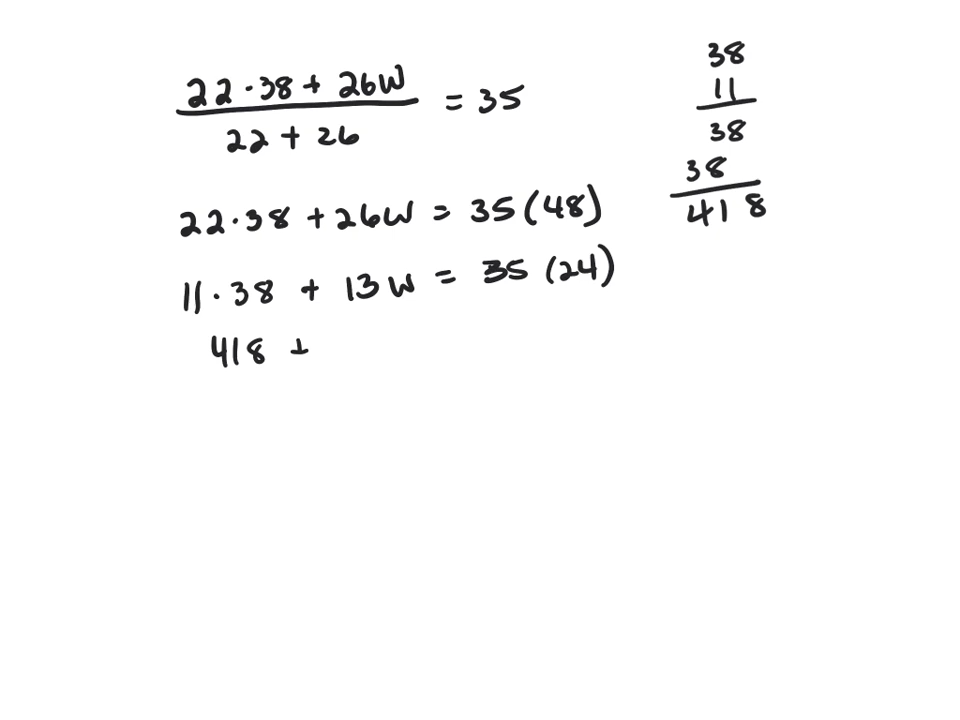 22·38 + 26W
22 + 26
= 35
22·38 + 26W = 35(48)
11·38 + 13W = 35(24)
418 +
38
11
38
38
418